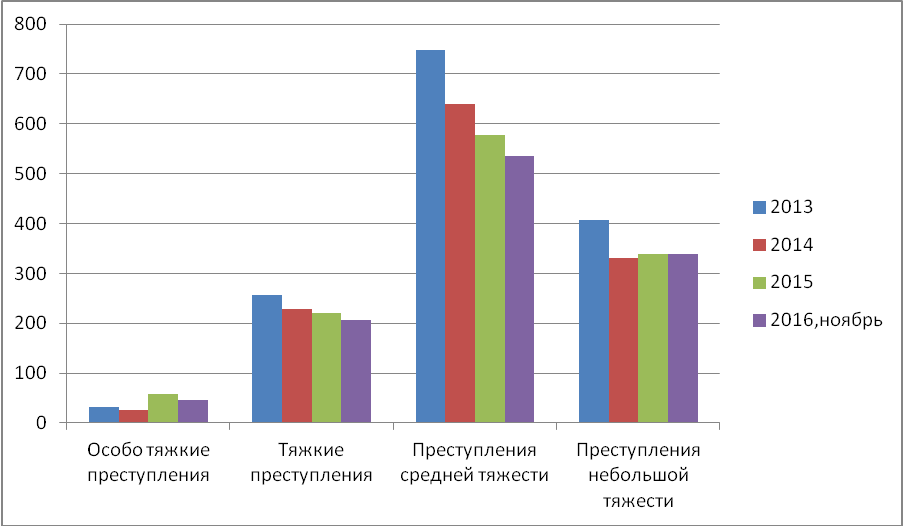 800
700
600
500
400
300
200
100
0
Особо тяжкие
преступления
Тяжкие
преступления
Преступления
средней тяжести
Преступления
небольшой
тяжести
2013
2014
2015
2016,ноябрь